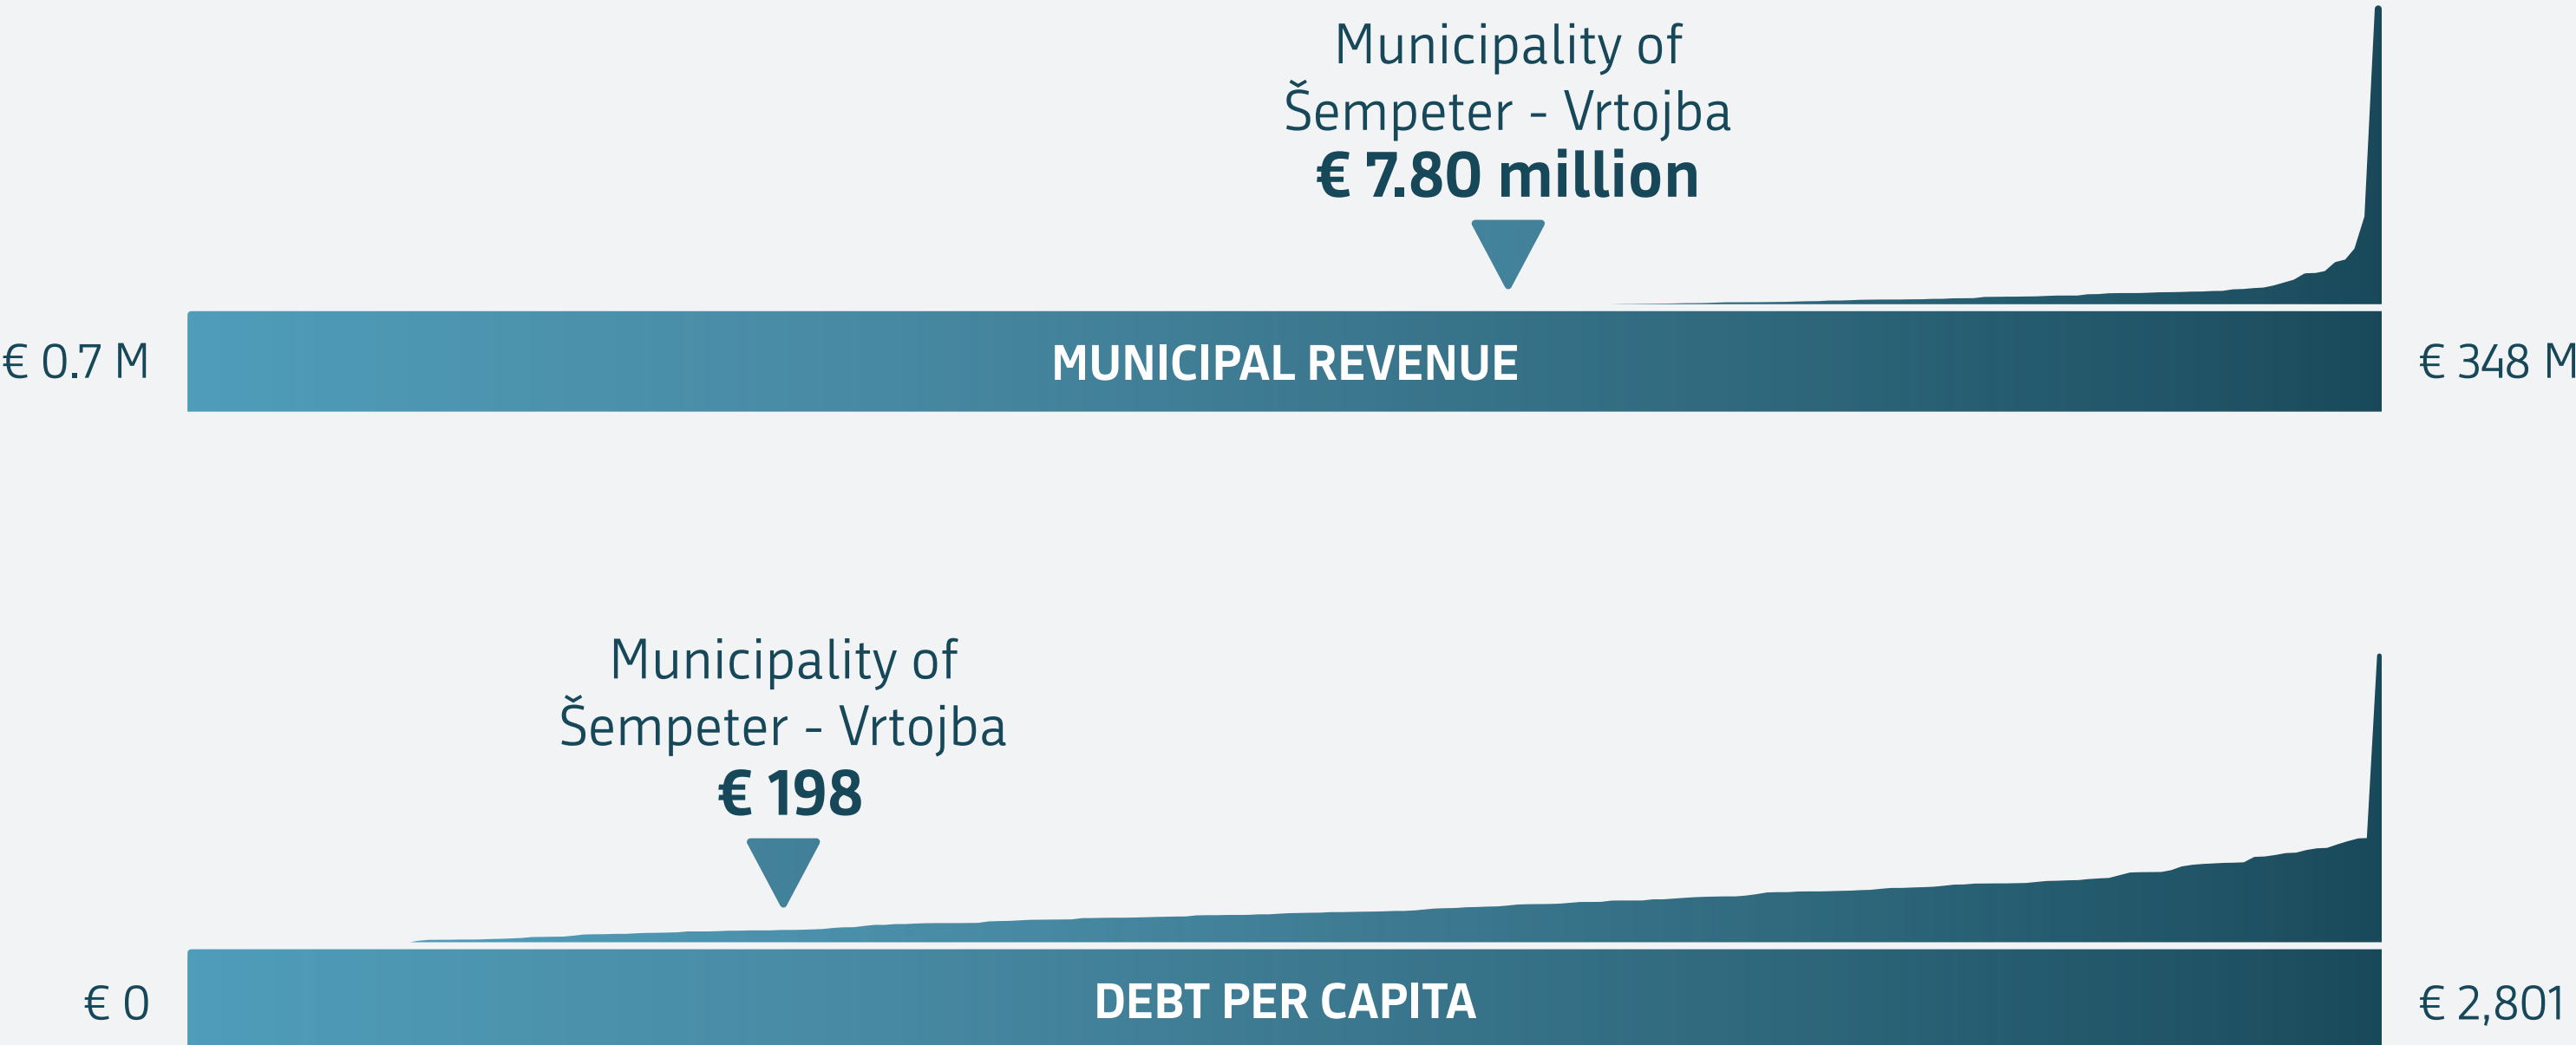 Municipality of
Šempeter - Vrtojba
€ 7.80 million
€ 0.7 M
MUNICIPAL REVENUE
€ 348 M
Municipality of
Šempeter - Vrtojba
€ 198
€ 0
DEBT PER CAPITA
€ 2,801